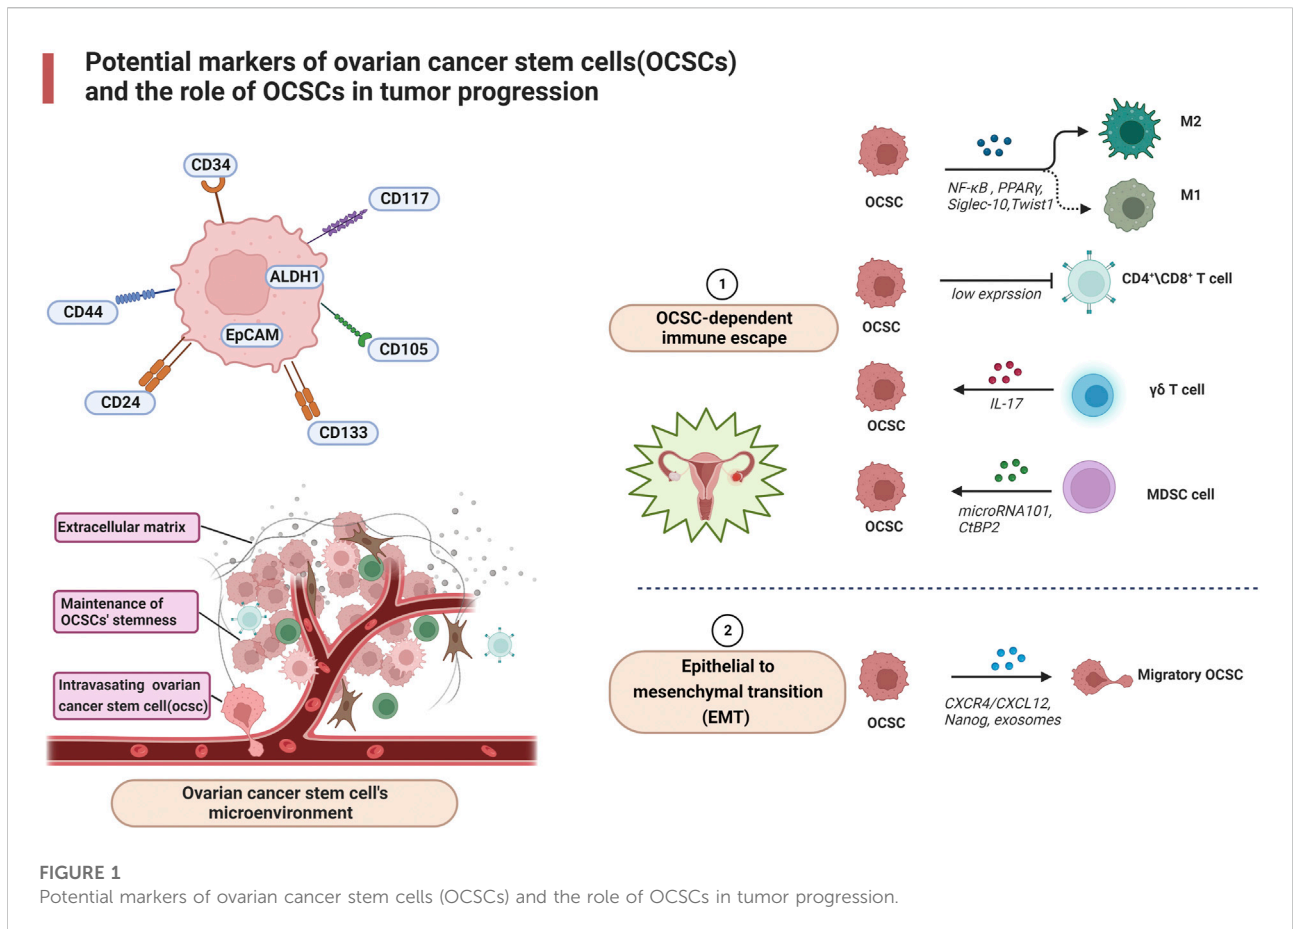 Potential markers of ovarian cancer stem cells(OCSCs)
and the role of OCSCs in tumor progression
CD34
CD117
ALDH1
CD44
EpCAM
CD105
CD24
CD133
Extracellular matrix
Maintenance of
OCSCs' stemness
Intravasating ovarian
cancer stem cell(ocsc)
Ovarian cancer stem cell's
microenvironment
1
OCSC-dependent
immune escape
OCSC
NF-κB , PPARγ,
Siglec-10,Twist1
M2
M1
OCSC
low exprssion
CD4⁺\CD8⁺ T cell
OCSC
IL-17
γδ T cell
OCSC
microRNA101,
CtBP2
MDSC cell
2
Epithelial to
mesenchymal transition
(EMT)
OCSC
CXCR4/CXCL12,
Nanog, exosomes
Migratory OCSC
FIGURE 1
Potential markers of ovarian cancer stem cells (OCSCs) and the role of OCSCs in tumor progression.